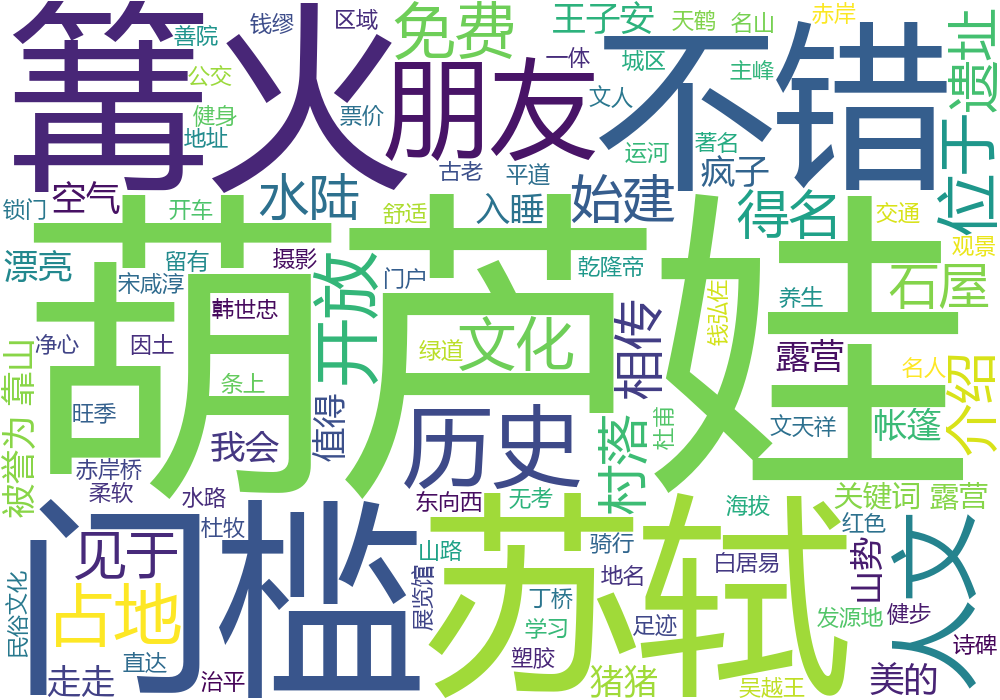 篝火
不错
朋友
免费
王子安
天鹤
名山
赤岸
钱缪
区域
善院
公交
健身
地址
票价
一体
城区
主峰
文人
运河
著名
疯子
古老
平道
遗址
位于
空气
水陆
始建
得名
锁门
开车
舒适
入睡
交通
漂亮
留有
摄影
宋咸淳
门户
乾隆帝
观景
葫芦娃
石屋
养生
韩世忠
开放
相传
钱弘佐
净心
因土
绿道
文化
露营
名人
介绍
靠山
被誉为
条上
旺季
值得
历史
村落
杜甫
文天祥
帐篷
我会
赤岸桥
柔软
水路
东向西
无考
海拔
关键词
露营
门槛
苏轼
杜牧
红色
见于
山路
骑行
白居易
山势
人文
民俗文化
占地
展览馆
地名
丁桥
发源地
健步
学习
足迹
诗碑
直达
塑胶
走走
治平
猪猪
吴越王
美的